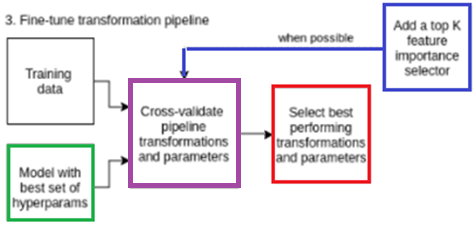 3. Fine-tune transformation pipeline
Training
data
when possible
Add a top K
feature
importance
selector
Cross-validate
pipeline
transformations
and parameters
Select best
performing
transformations
and parameters
Model with
best set of
hyperparams